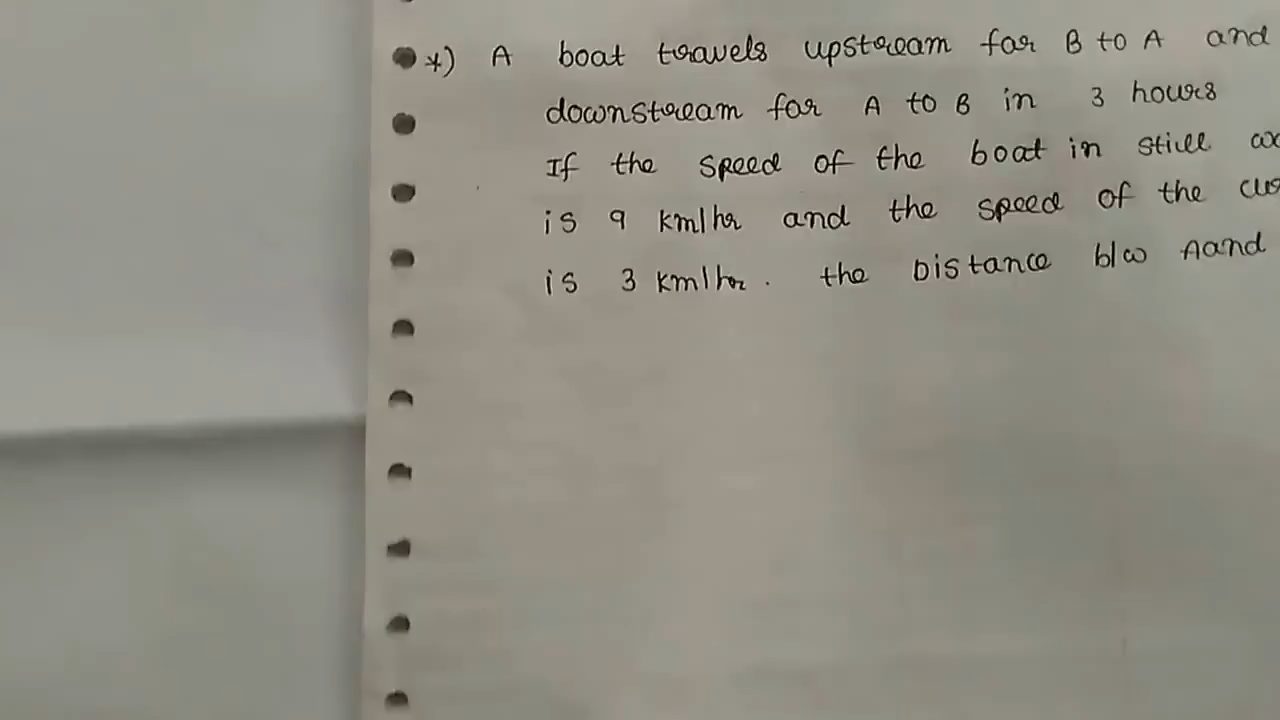 *) A boat travels upstream for B to A and
downstream for A to B in 3 hours
If the speed of the boat in still
is 9 km/hr and the speed of the
is 3 km/hr. the Distance b/w A and